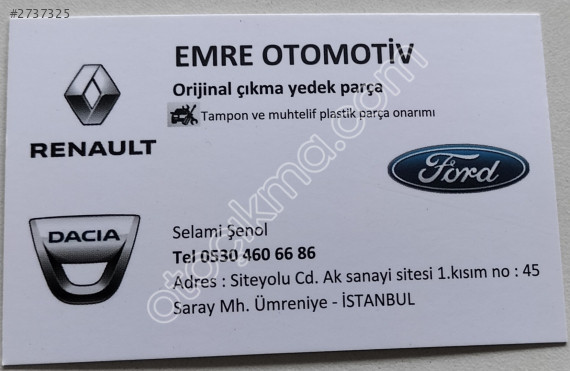 #2737325
EMRE OTOMOTİV
Orijinal çıkma yedek parça
Tampon ve muhtelif plastik parça onarımı
RENAULT
Ford
DACIA
Selami Şenol
Tel 0530 460 66 86
Adres : Siteyolu Cd. Ak sanayi sitesi 1.kısım no : 45
Saray Mh. Ümreniye - İSTANBUL
otocikma.com